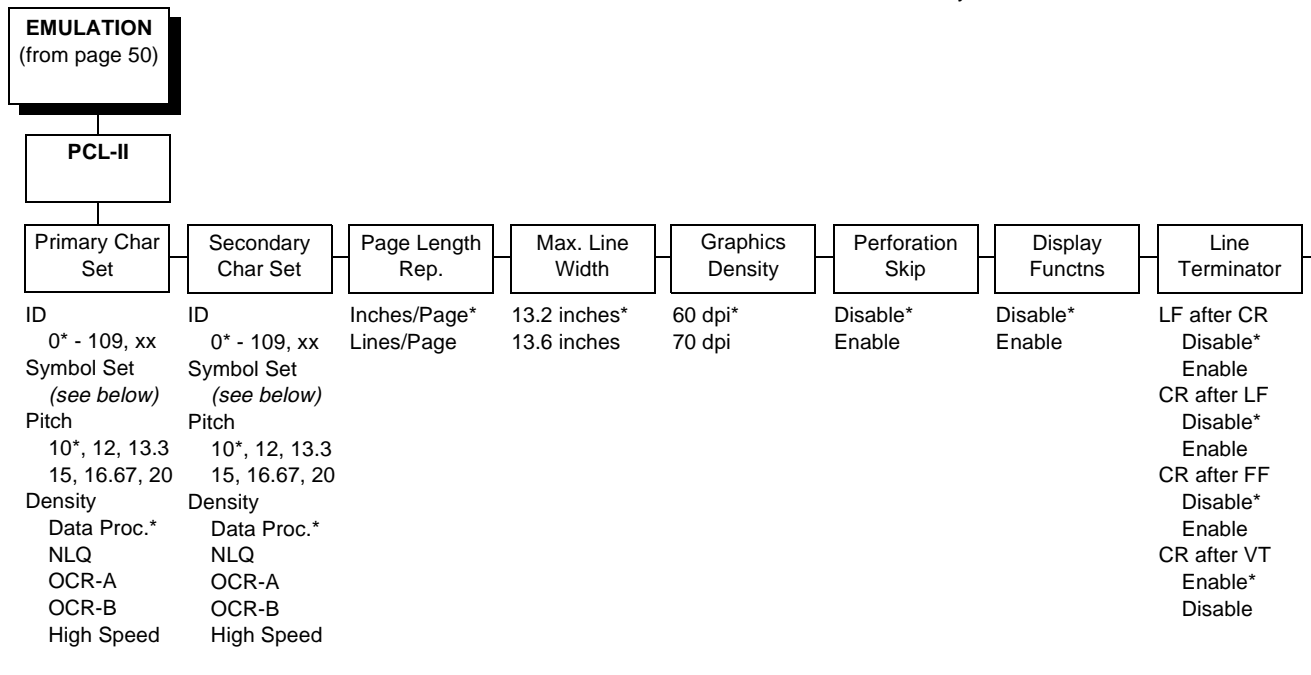 EMULATION
(from page 50)
PCL-II
Primary Char
Set
ID
0* - 109, xx
Symbol Set
(see below)
Pitch
10*, 12, 13.3
15, 16.67, 20
Density
Data Proc.*
NLQ
OCR-A
OCR-B
High Speed
Secondary
Char Set
ID
0* - 109, xx
Symbol Set
(see below)
Pitch
10*, 12, 13.3
15, 16.67, 20
Density
Data Proc.*
NLQ
OCR-A
OCR-B
High Speed
Page Length
Rep.
Inches/Page*
Lines/Page
Max. Line
Width
13.2 inches*
13.6 inches
Graphics
Density
60 dpi*
70 dpi
Perforation
Skip
Disable*
Enable
Display
Functns
Disable*
Enable
Line
Terminator
LF after CR
Disable*
Enable
CR after LF
Disable*
Enable
CR after FF
Disable*
Enable
CR after VT
Enable*
Disable